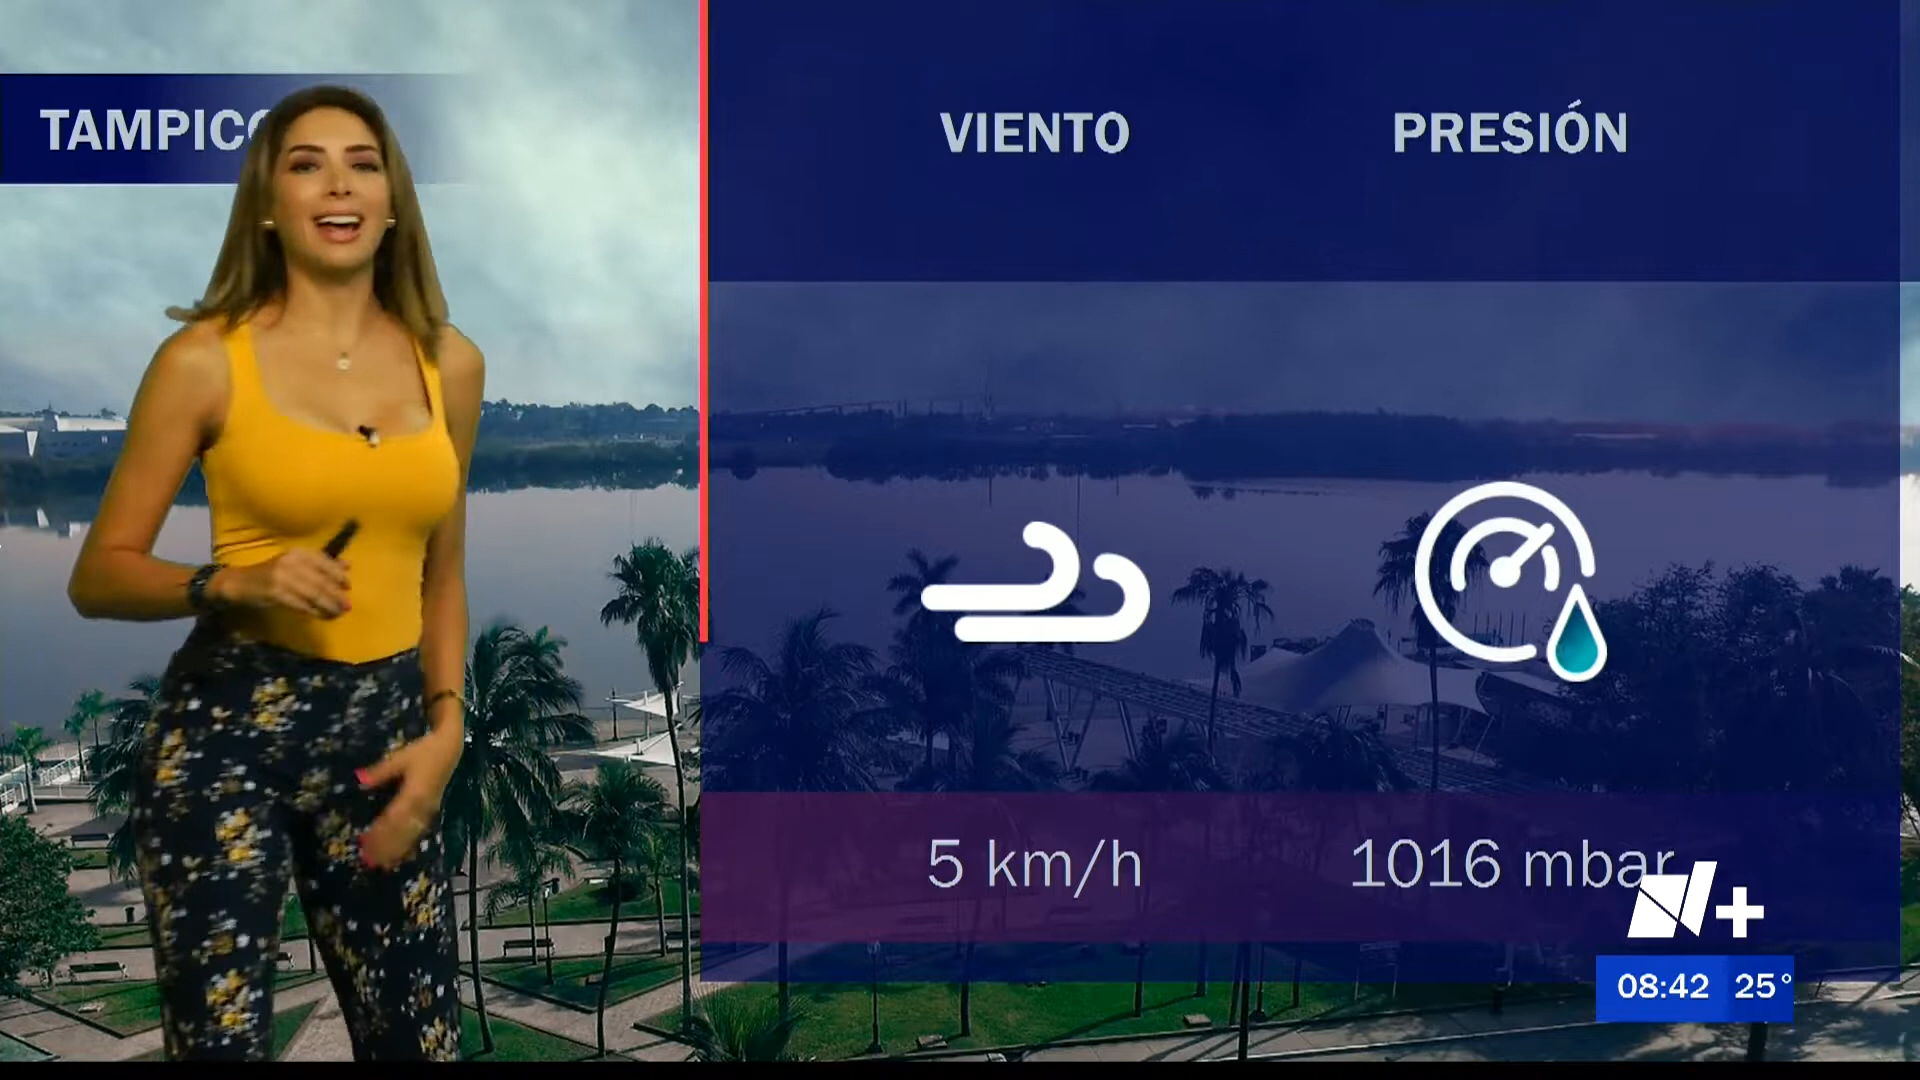 TAMPICO
VIENTO
PRESIÓN
5 km/h
1016 mbar
N+
08:42 25°